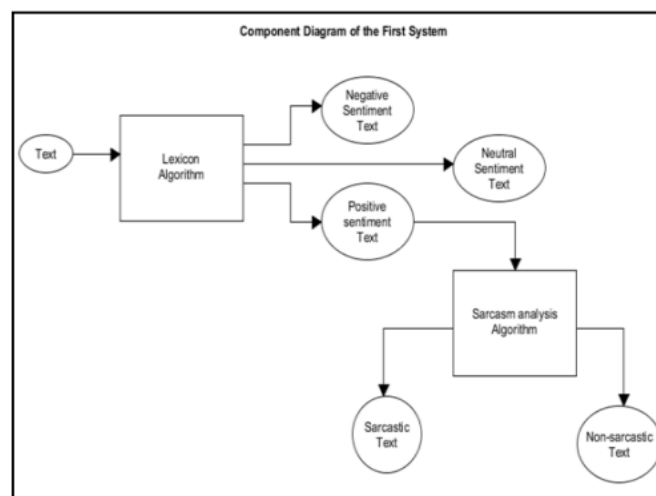 Component Diagram of the First System
Negative
Sentiment
Text
Text
Lexicon
Algorithm
Neutral
Sentiment
Text
Positive
sentiment
Text
Sarcasm analysis
Algorithm
Sarcastic
Text
Non-sarcastic
Text